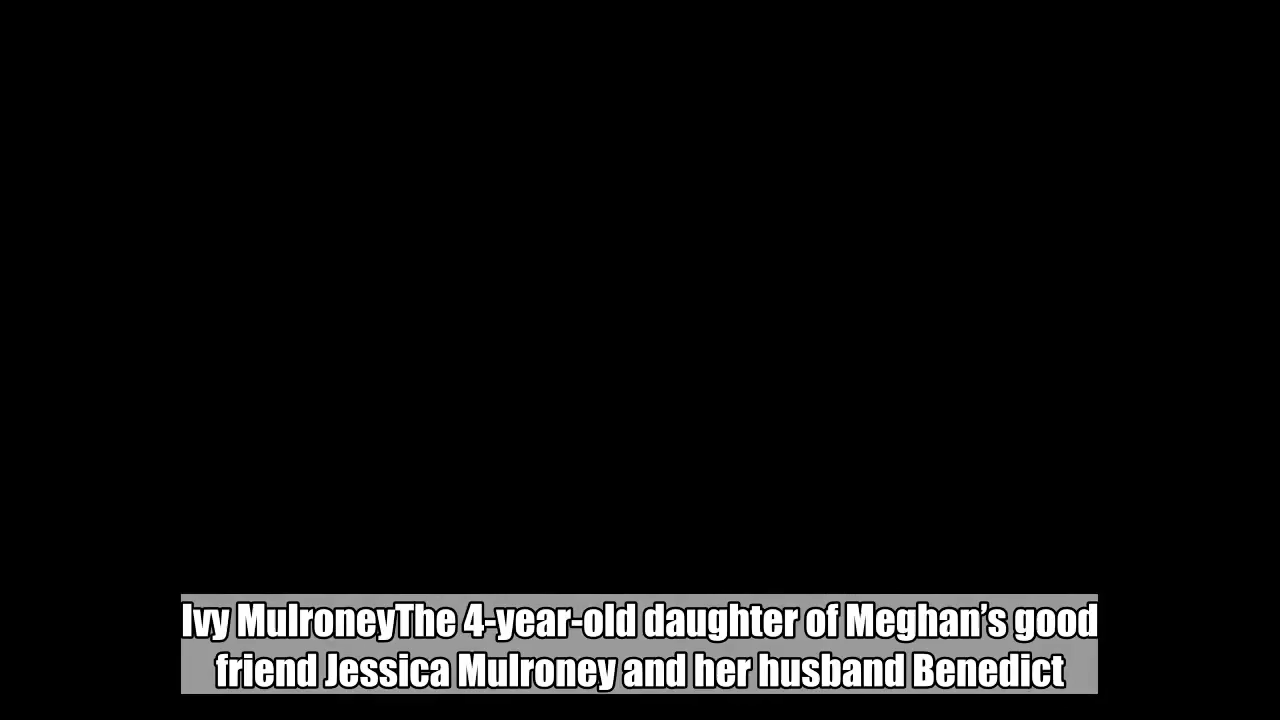 Ivy MulroneyThe 4-year-old daughter of Meghan’s good
friend Jessica Mulroney and her husband Benedict